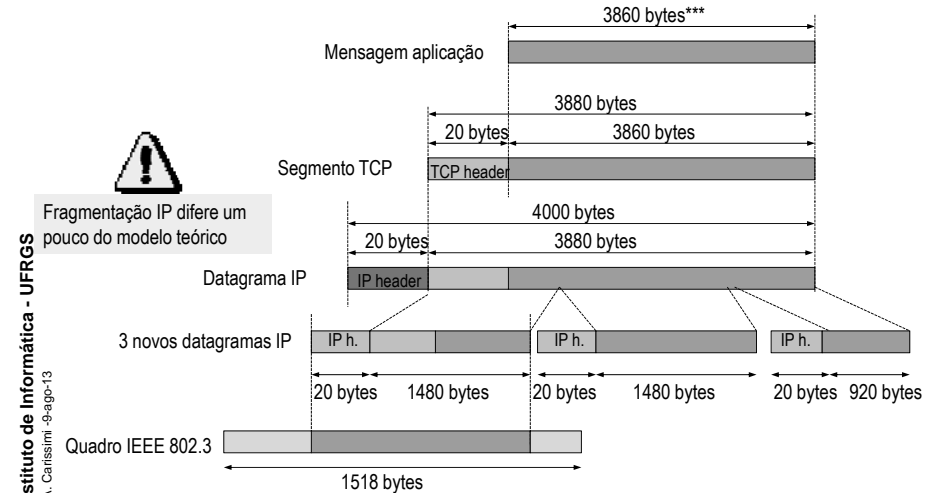 3860 bytes***
Mensagem aplicação
3880 bytes
20 bytes 3860 bytes
Segmento TCP
TCP header
Fragmentação IP difere um
pouco do modelo teórico
4000 bytes
20 bytes 3880 bytes
Datagrama IP
IP header
3 novos datagramas IP
IP h. IP h. IP h.
20 bytes 1480 bytes 20 bytes 1480 bytes 20 bytes 920 bytes
Quadro IEEE 802.3
1518 bytes
stituto de Informática - UFRGS
. Carissimi -9-ago-13